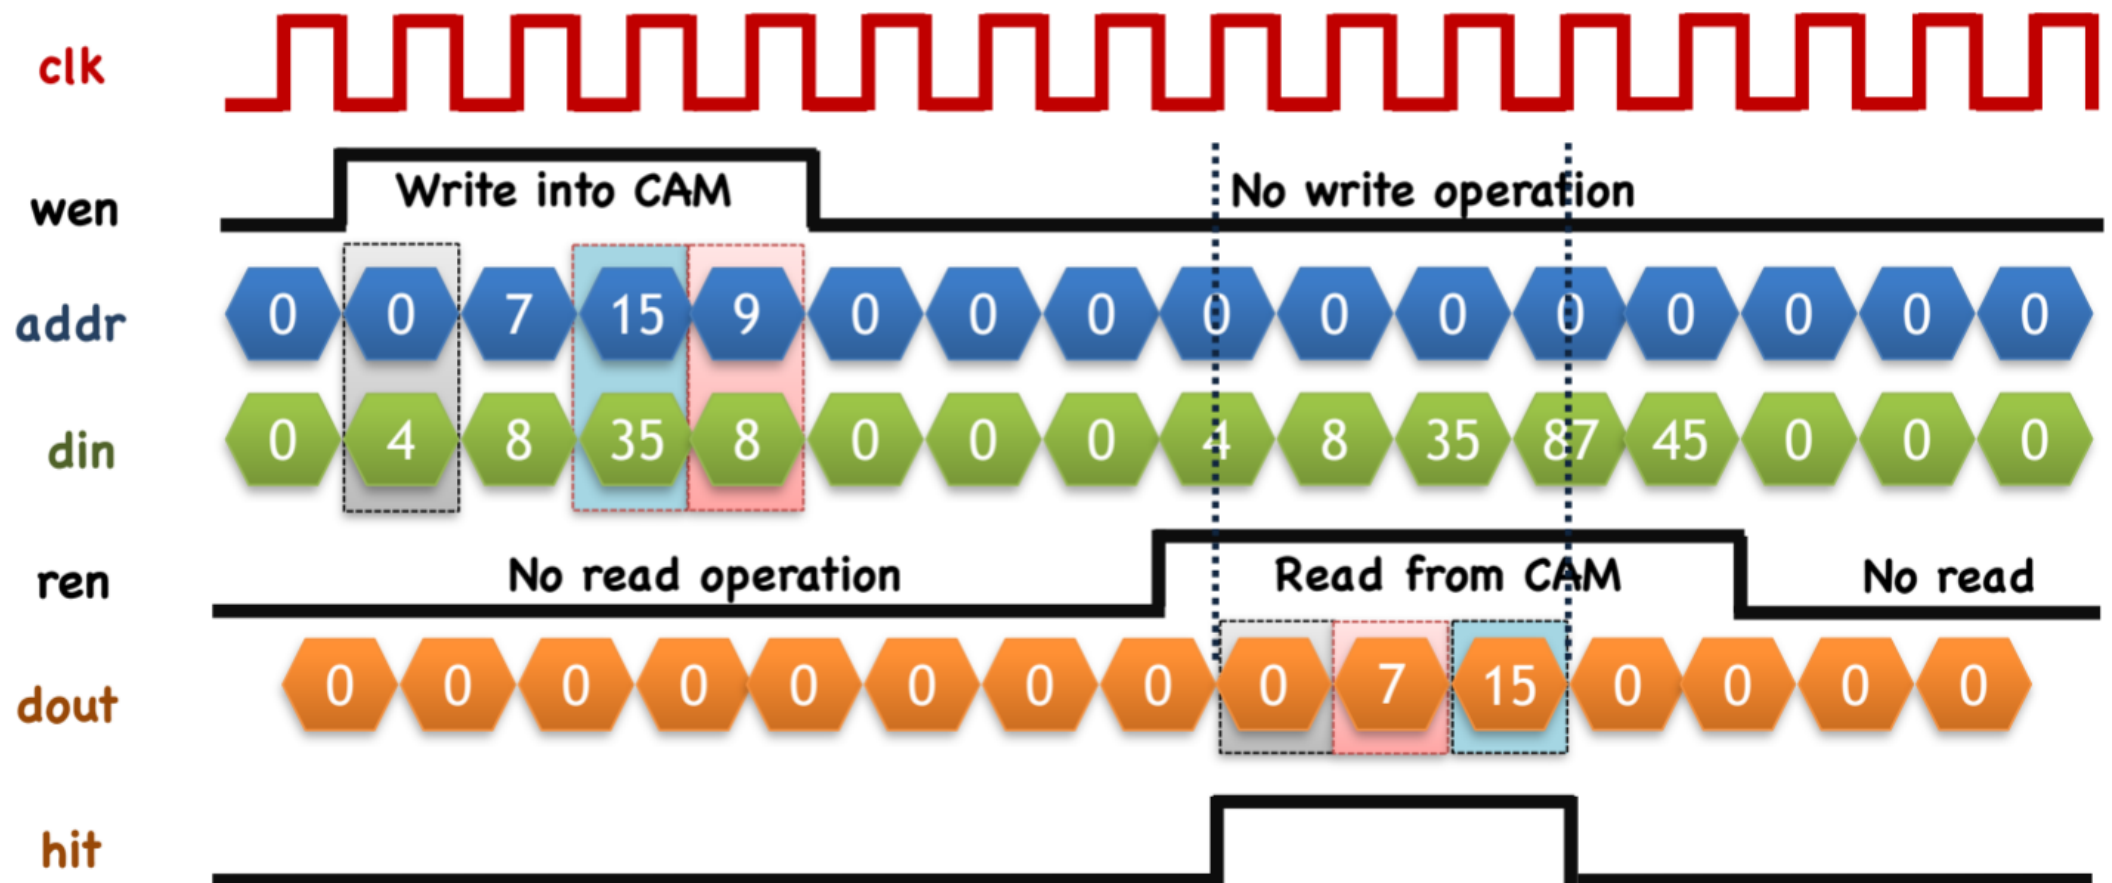 clk
wen
Write into CAM
No write operation
addr
0 0 7 15 9 0 0 0 0 0 0 0 0 0 0 0
din
0 4 8 35 8 0 0 0 4 8 35 87 45 0 0 0
ren
No read operation
Read from CAM
No read
dout
0 0 0 0 0 0 0 0 0 7 15 0 0 0 0
hit